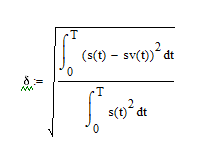 δ := √( ∫₀ᵀ (s(t) − sv(t))² dt / ∫₀ᵀ s(t)² dt )